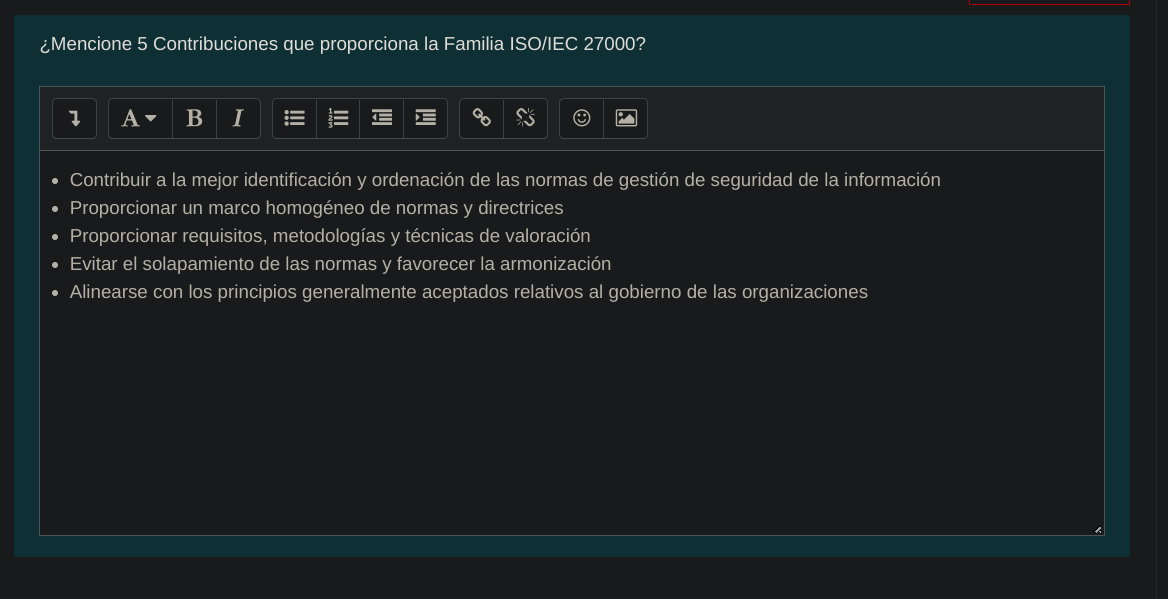 ¿Mencione 5 Contribuciones que proporciona la Familia ISO/IEC 27000?
A B I
Contribuir a la mejor identificación y ordenación de las normas de gestión de seguridad de la información
Proporcionar un marco homogéneo de normas y directrices
Proporcionar requisitos, metodologías y técnicas de valoración
Evitar el solapamiento de las normas y favorecer la armonización
Alinearse con los principios generalmente aceptados relativos al gobierno de las organizaciones